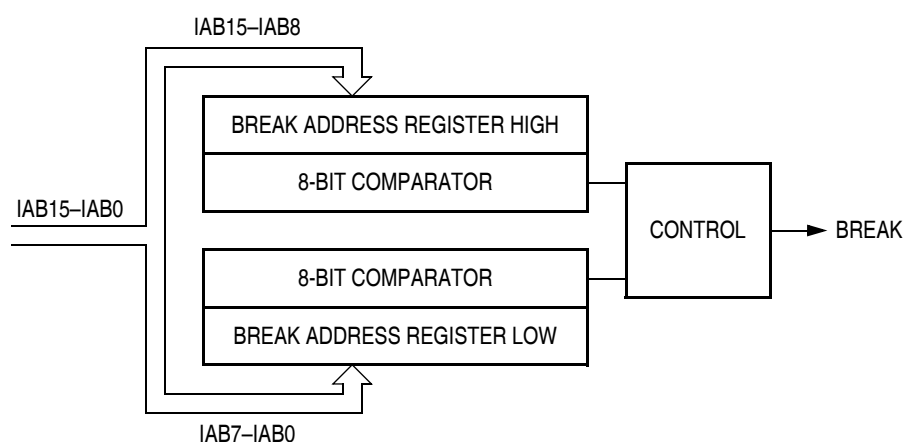 IAB15–IAB8
BREAK ADDRESS REGISTER HIGH
8-BIT COMPARATOR
IAB15–IAB0
CONTROL
BREAK
8-BIT COMPARATOR
BREAK ADDRESS REGISTER LOW
IAB7–IAB0